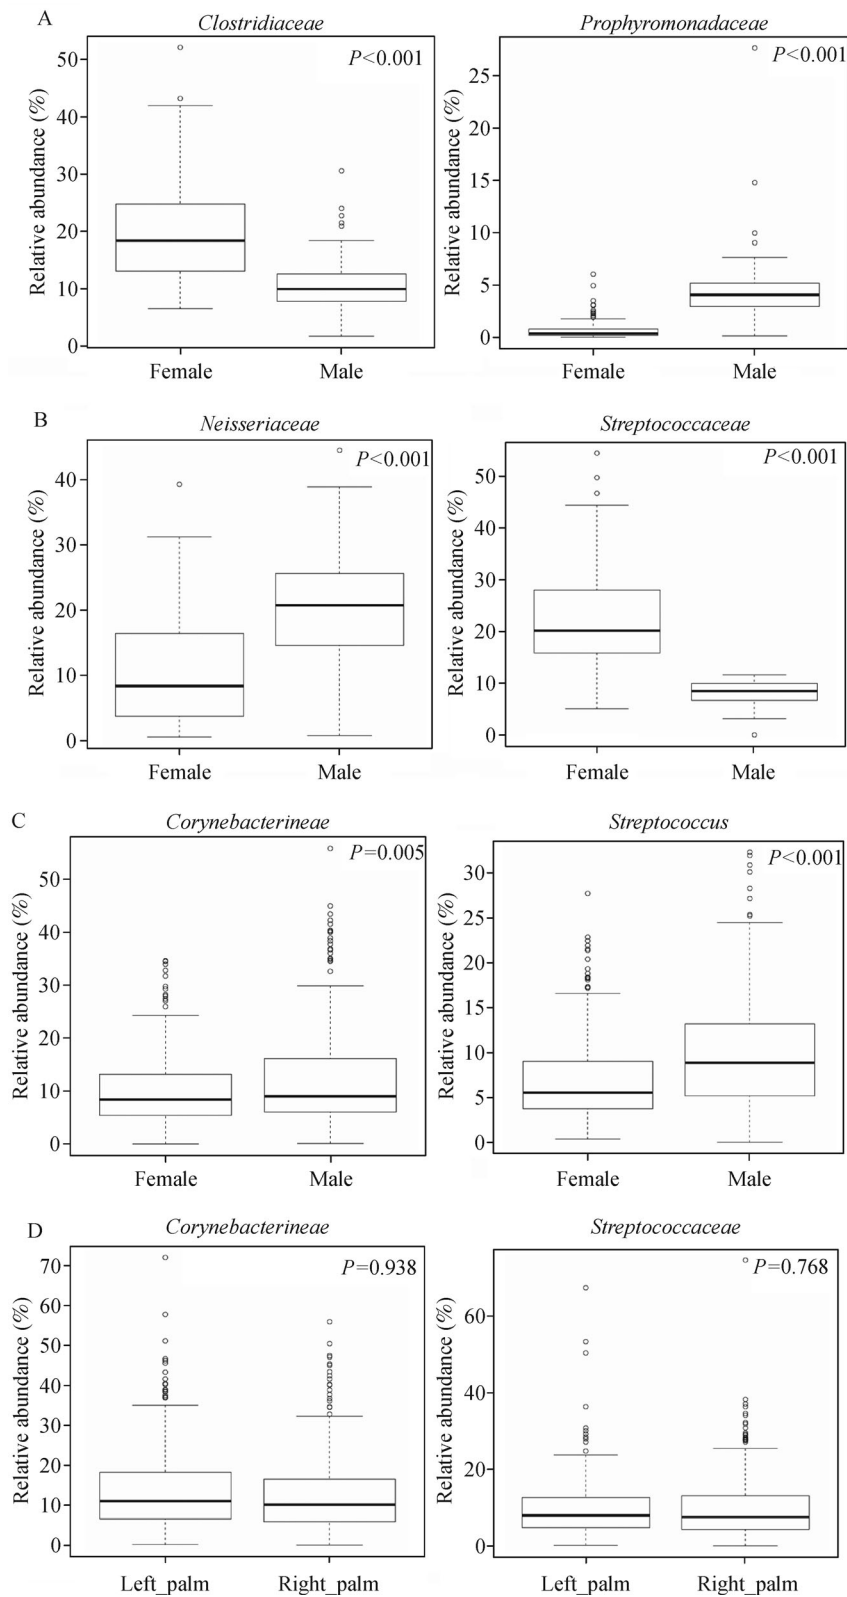 A
Clostridiaceae
Prophyromonadaceae
P<0.001
P<0.001
Relative abundance (%)
50
40
30
20
10
0
Female
Male
Relative abundance (%)
25
20
15
10
5
0
Female
Male
B
Neisseriaceae
Streptococcaceae
P<0.001
P<0.001
Relative abundance (%)
40
30
20
10
0
Female
Male
Relative abundance (%)
50
40
30
20
10
0
Female
Male
C
Corynebacterineae
Streptococcus
P=0.005
P<0.001
Relative abundance (%)
50
40
30
20
10
0
Female
Male
Relative abundance (%)
30
25
20
15
10
5
0
Female
Male
D
Corynebacterineae
Streptococcaceae
P=0.938
P=0.768
Relative abundance (%)
70
60
50
40
30
20
10
0
Left_palm
Right_palm
Relative abundance (%)
60
40
20
0
Left_palm
Right_palm